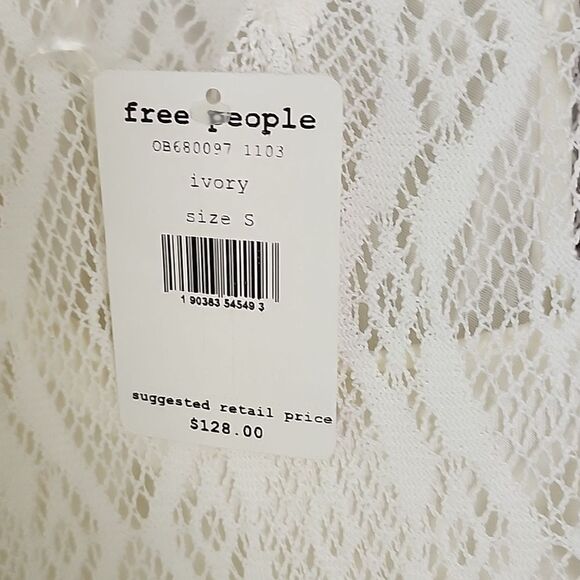 free people
OB680097 1103
ivory
size S
1 90383 54549 3
suggested retail price
$128.00